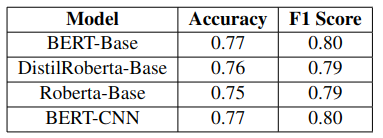 Model Accuracy F1 Score
BERT-Base 0.77 0.80
DistilRoberta-Base 0.76 0.79
Roberta-Base 0.75 0.79
BERT-CNN 0.77 0.80